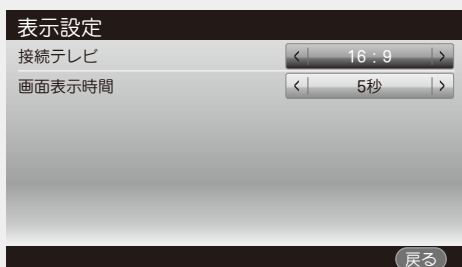 表示設定
接続テレビ < 16:9 >
画面表示時間 < 5秒 >
戻る